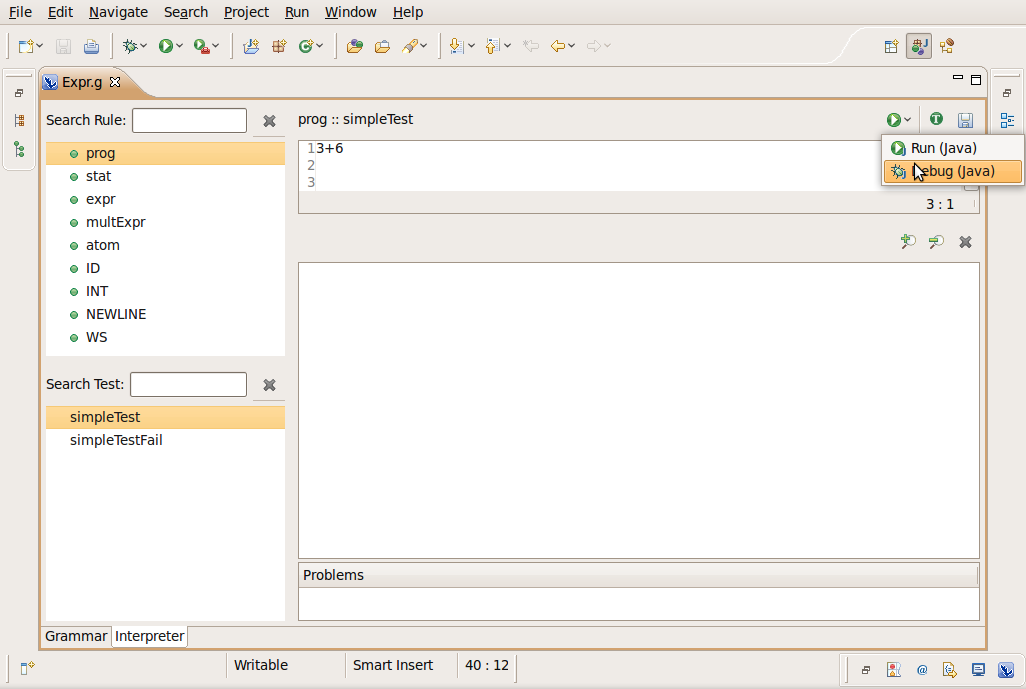 File Edit Navigate Search Project Run Window Help
Expr.g
Search Rule:
prog :: simpleTest
prog
stat
expr
multExpr
atom
ID
INT
NEWLINE
WS
1 3+6
2
3
3 : 1
Run (Java)
Debug (Java)
Search Test:
simpleTest
simpleTestFail
Problems
Grammar Interpreter
Writable Smart Insert 40 : 12